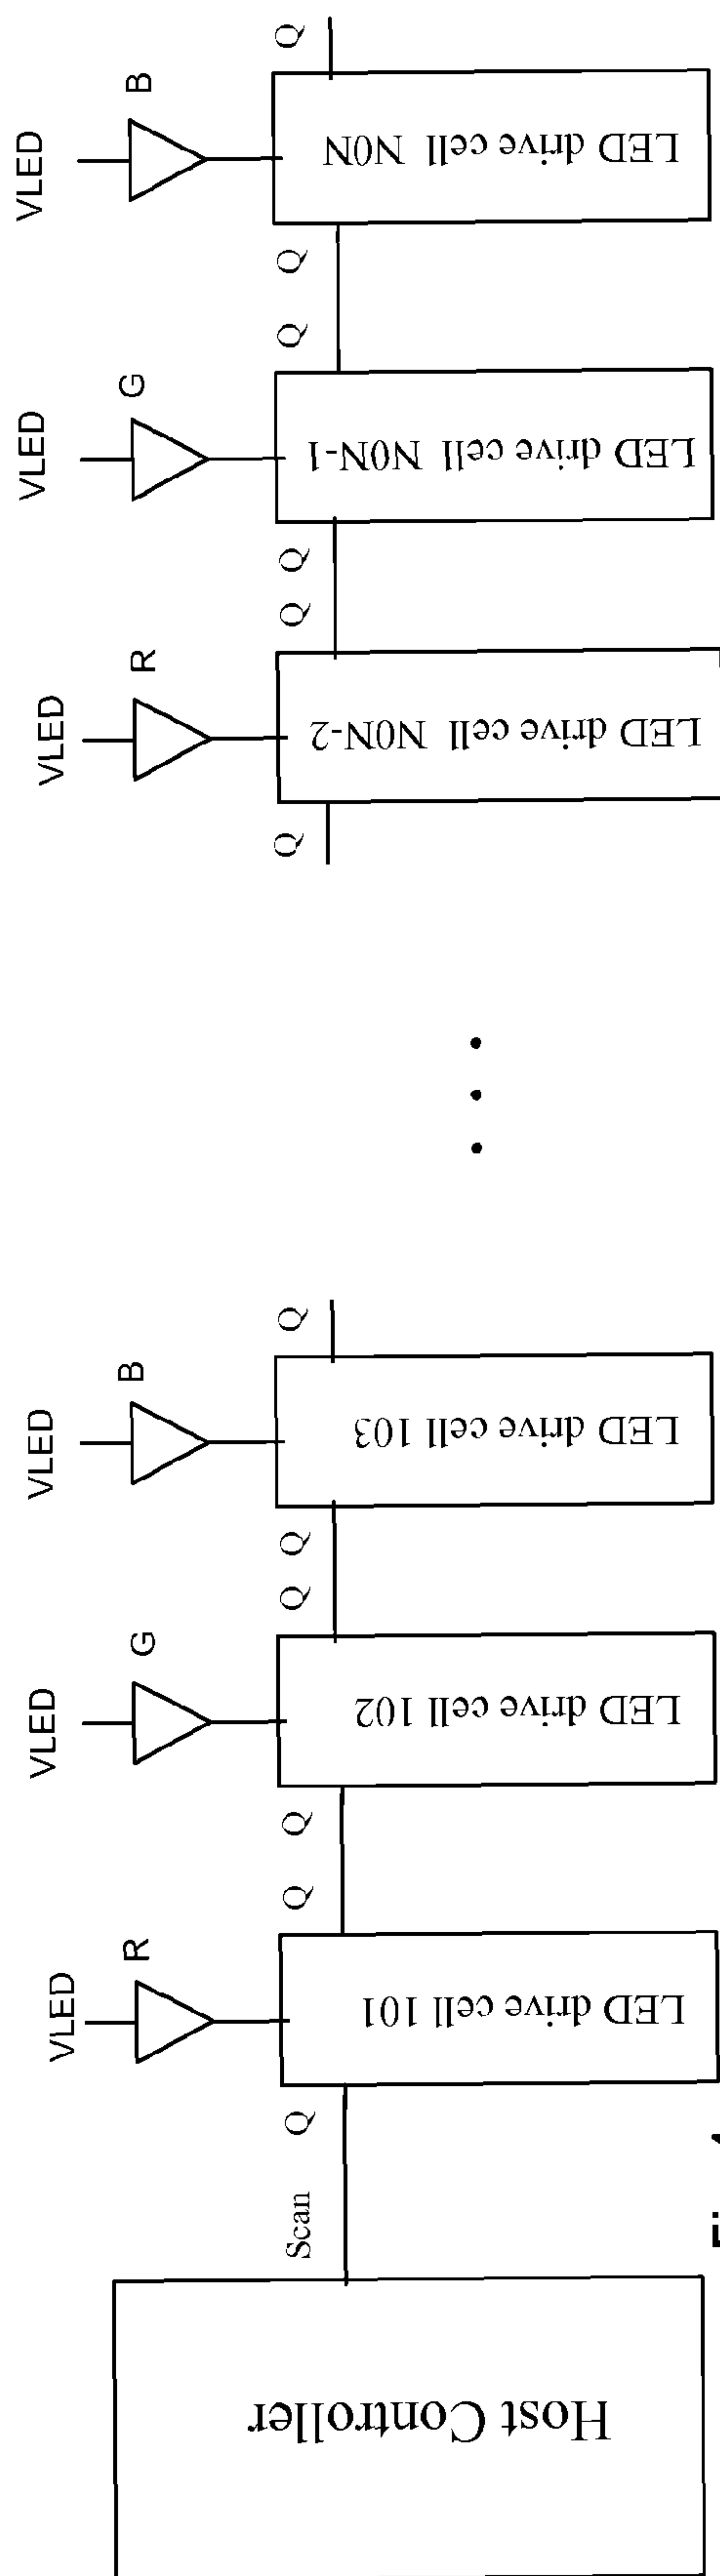 VLED
VLED
VLED
VLED
VLED
VLED
R
G
B
R
G
B
Scan
Q
Q
Q
Q
Q
Q
Q
Q
Q
Q
Q
Q
Host Controller
LED drive cell 101
LED drive cell 102
LED drive cell 103
LED drive cell N0N-2
LED drive cell N0N-1
LED drive cell N0N